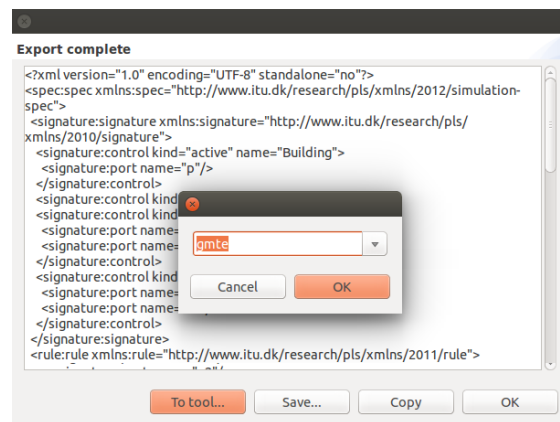 Export complete
<?xml version="1.0" encoding="UTF-8" standalone="no"?>
<spec:spec xmlns:spec="http://www.itu.dk/research/pls/xmlns/2012/simulation-
spec">
<signature:signature xmlns:signature="http://www.itu.dk/research/pls/
xmlns/2010/signature">
<signature:control kind="active" name="Building">
<signature:port name="p"/>
</signature:control>
<signature:control kind
<signature:control kind
<signature:port name=
<signature:port name=
</signature:control>
<signature:control kind
<signature:port name=
<signature:port name=
</signature:control>
</signature:signature>
<rule:rule xmlns:rule="http://www.itu.dk/research/pls/xmlns/2011/rule">
gmte
Cancel OK
To tool... Save... Copy OK